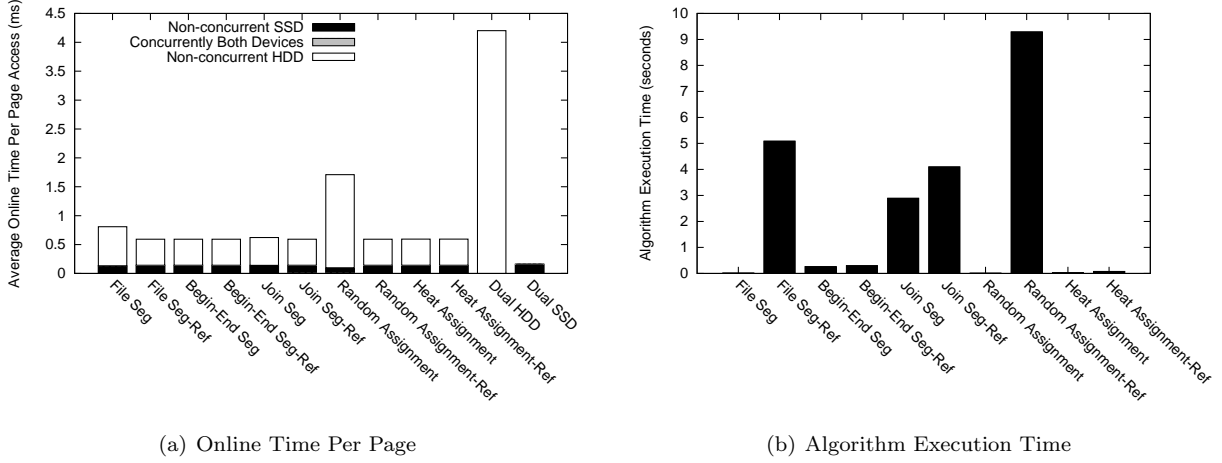 Average Online Time Per Page Access (ms)
4.5
4
3.5
3
2.5
2
1.5
1
0.5
0
Non-concurrent SSD
Concurrently Both Devices
Non-concurrent HDD
File Seg
File Seg-Ref
Begin-End Seg
Begin-End Seg-Ref
Join Seg
Join Seg-Ref
Random Assignment
Random Assignment-Ref
Heat Assignment
Heat Assignment-Ref
Dual HDD
Dual SSD
(a) Online Time Per Page
Algorithm Execution Time (seconds)
10
9
8
7
6
5
4
3
2
1
0
File Seg
File Seg-Ref
Begin-End Seg
Begin-End Seg-Ref
Join Seg
Join Seg-Ref
Random Assignment
Random Assignment-Ref
Heat Assignment
Heat Assignment-Ref
(b) Algorithm Execution Time